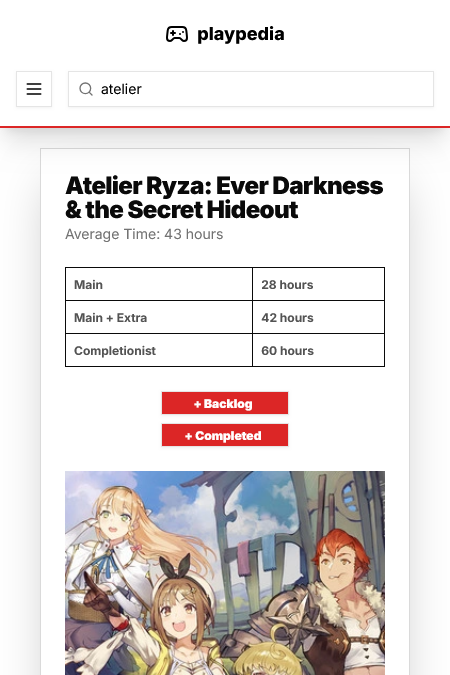 playpedia
atelier
Atelier Ryza: Ever Darkness
& the Secret Hideout
Average Time: 43 hours
Main 28 hours
Main + Extra 42 hours
Completionist 60 hours
+ Backlog
+ Completed